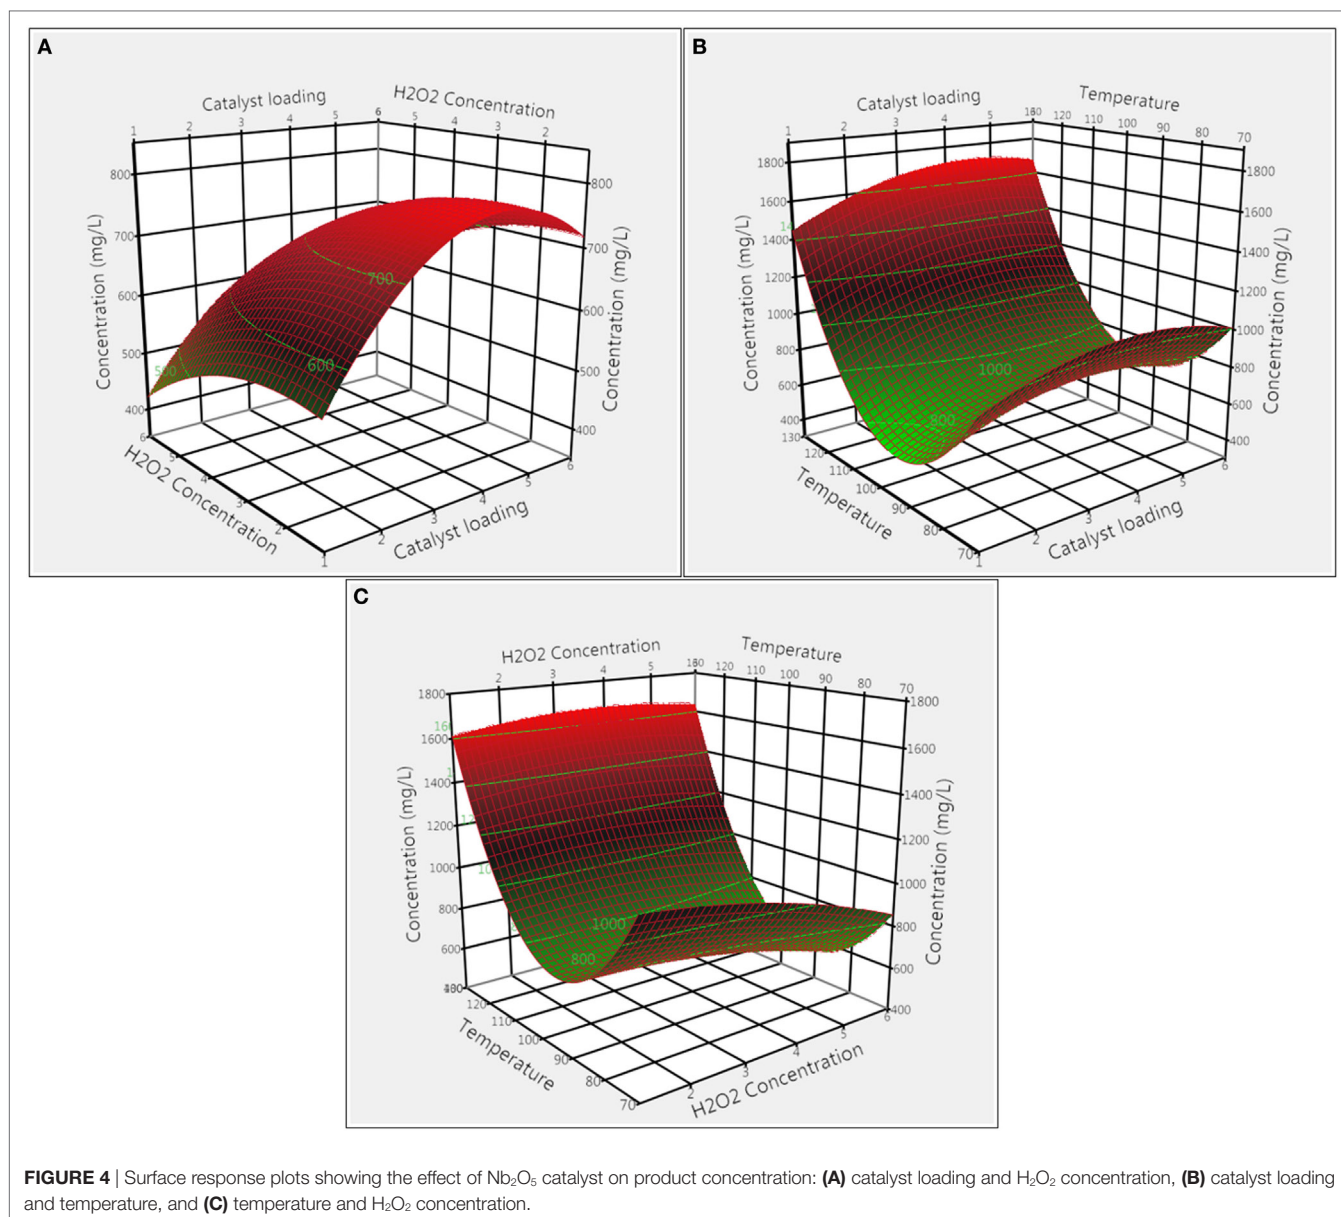 A
Catalyst loading
H2O2 Concentration
1 2 3 4 5 6 5 4 3 2
800
700
600
500
400
Concentration (mg/L)
800
700
600
500
400
Concentration (mg/L)
700
600
500
6 5 4 3 2 1
H2O2 Concentration
2 3 4 5 6
Catalyst loading
B
Catalyst loading
Temperature
1 2 3 4 5 120 110 100 90 80 70
1800
1600
1400
1200
1000
800
600
400
Concentration (mg/L)
1800
1600
1400
1200
1000
800
600
400
Concentration (mg/L)
1000
800
130 120 110 100 90 80 70
Temperature
1 2 3 4 5 6
Catalyst loading
C
H2O2 Concentration
Temperature
2 3 4 5 120 110 100 90 80 70
1800
1600
1400
1200
1000
800
600
Concentration (mg/L)
1800
1600
1400
1200
1000
800
600
400
Concentration (mg/L)
1000
800
120 110 100 90 80 70
Temperature
2 3 4 5 6
H2O2 Concentration
FIGURE 4 | Surface response plots showing the effect of Nb₂O₅ catalyst on product concentration: (A) catalyst loading and H₂O₂ concentration, (B) catalyst loading
and temperature, and (C) temperature and H₂O₂ concentration.